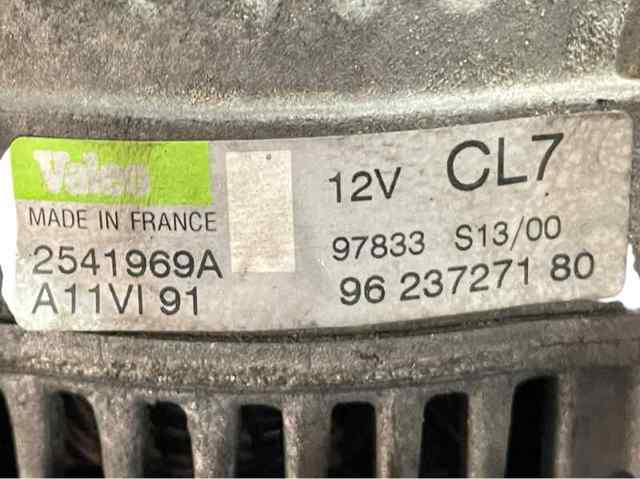 Valeo
MADE IN FRANCE
2541969A
A11VI 91
12V CL7
97833 S13/00
96 237271 80